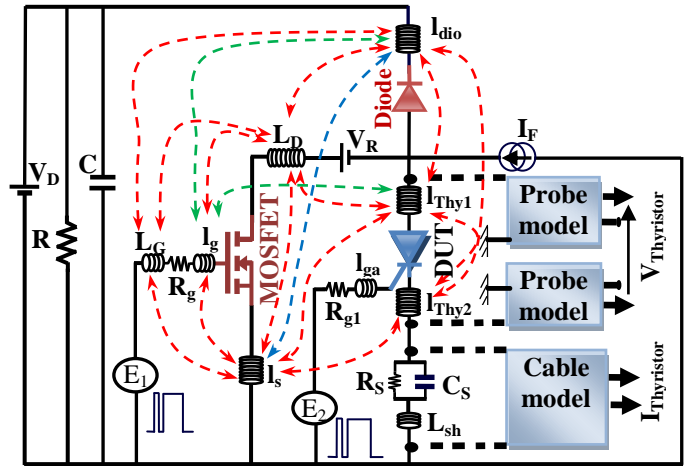 l_dio
Diode
I_F
L_D
V_R
V_D
C
R
l_Thy1
Probe
model
V_Thyristor
L_G
l_g
R_g
MOSFET
DUT
l_ga
R_g1
l_Thy2
Probe
model
E_1
l_s
E_2
R_S
C_S
L_sh
Cable
model
I_Thyristor